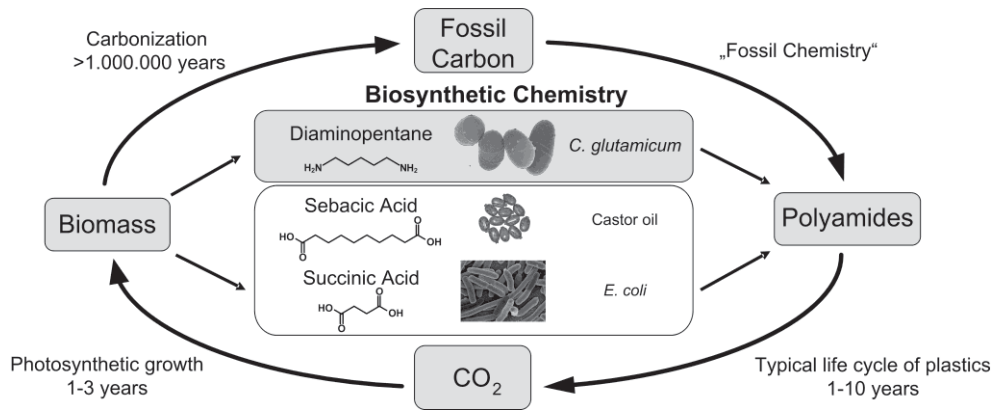 Carbonization
>1.000.000 years
Fossil
Carbon
„Fossil Chemistry“
Biosynthetic Chemistry
Diaminopentane
H₂N
NH₂
C. glutamicum
Biomass
Polyamides
Sebacic Acid
HO
O
O
OH
Castor oil
Succinic Acid
HO
O
O
OH
E. coli
Photosynthetic growth
1-3 years
CO₂
Typical life cycle of plastics
1-10 years